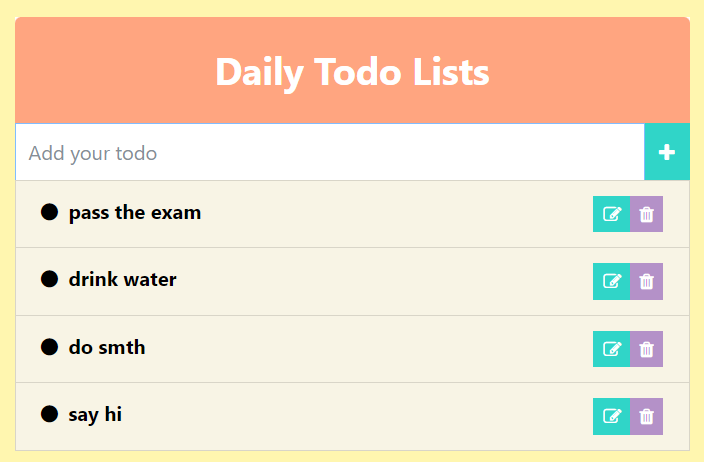 Daily Todo Lists
Add your todo
pass the exam
drink water
do smth
say hi